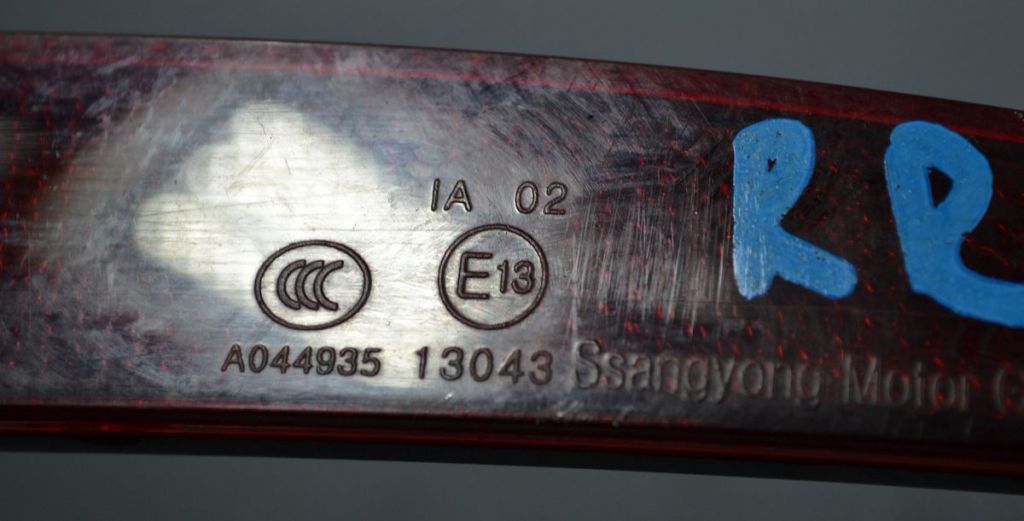 IA 02
CCC E13
A044935 13043 Ssangyong Motor
RR